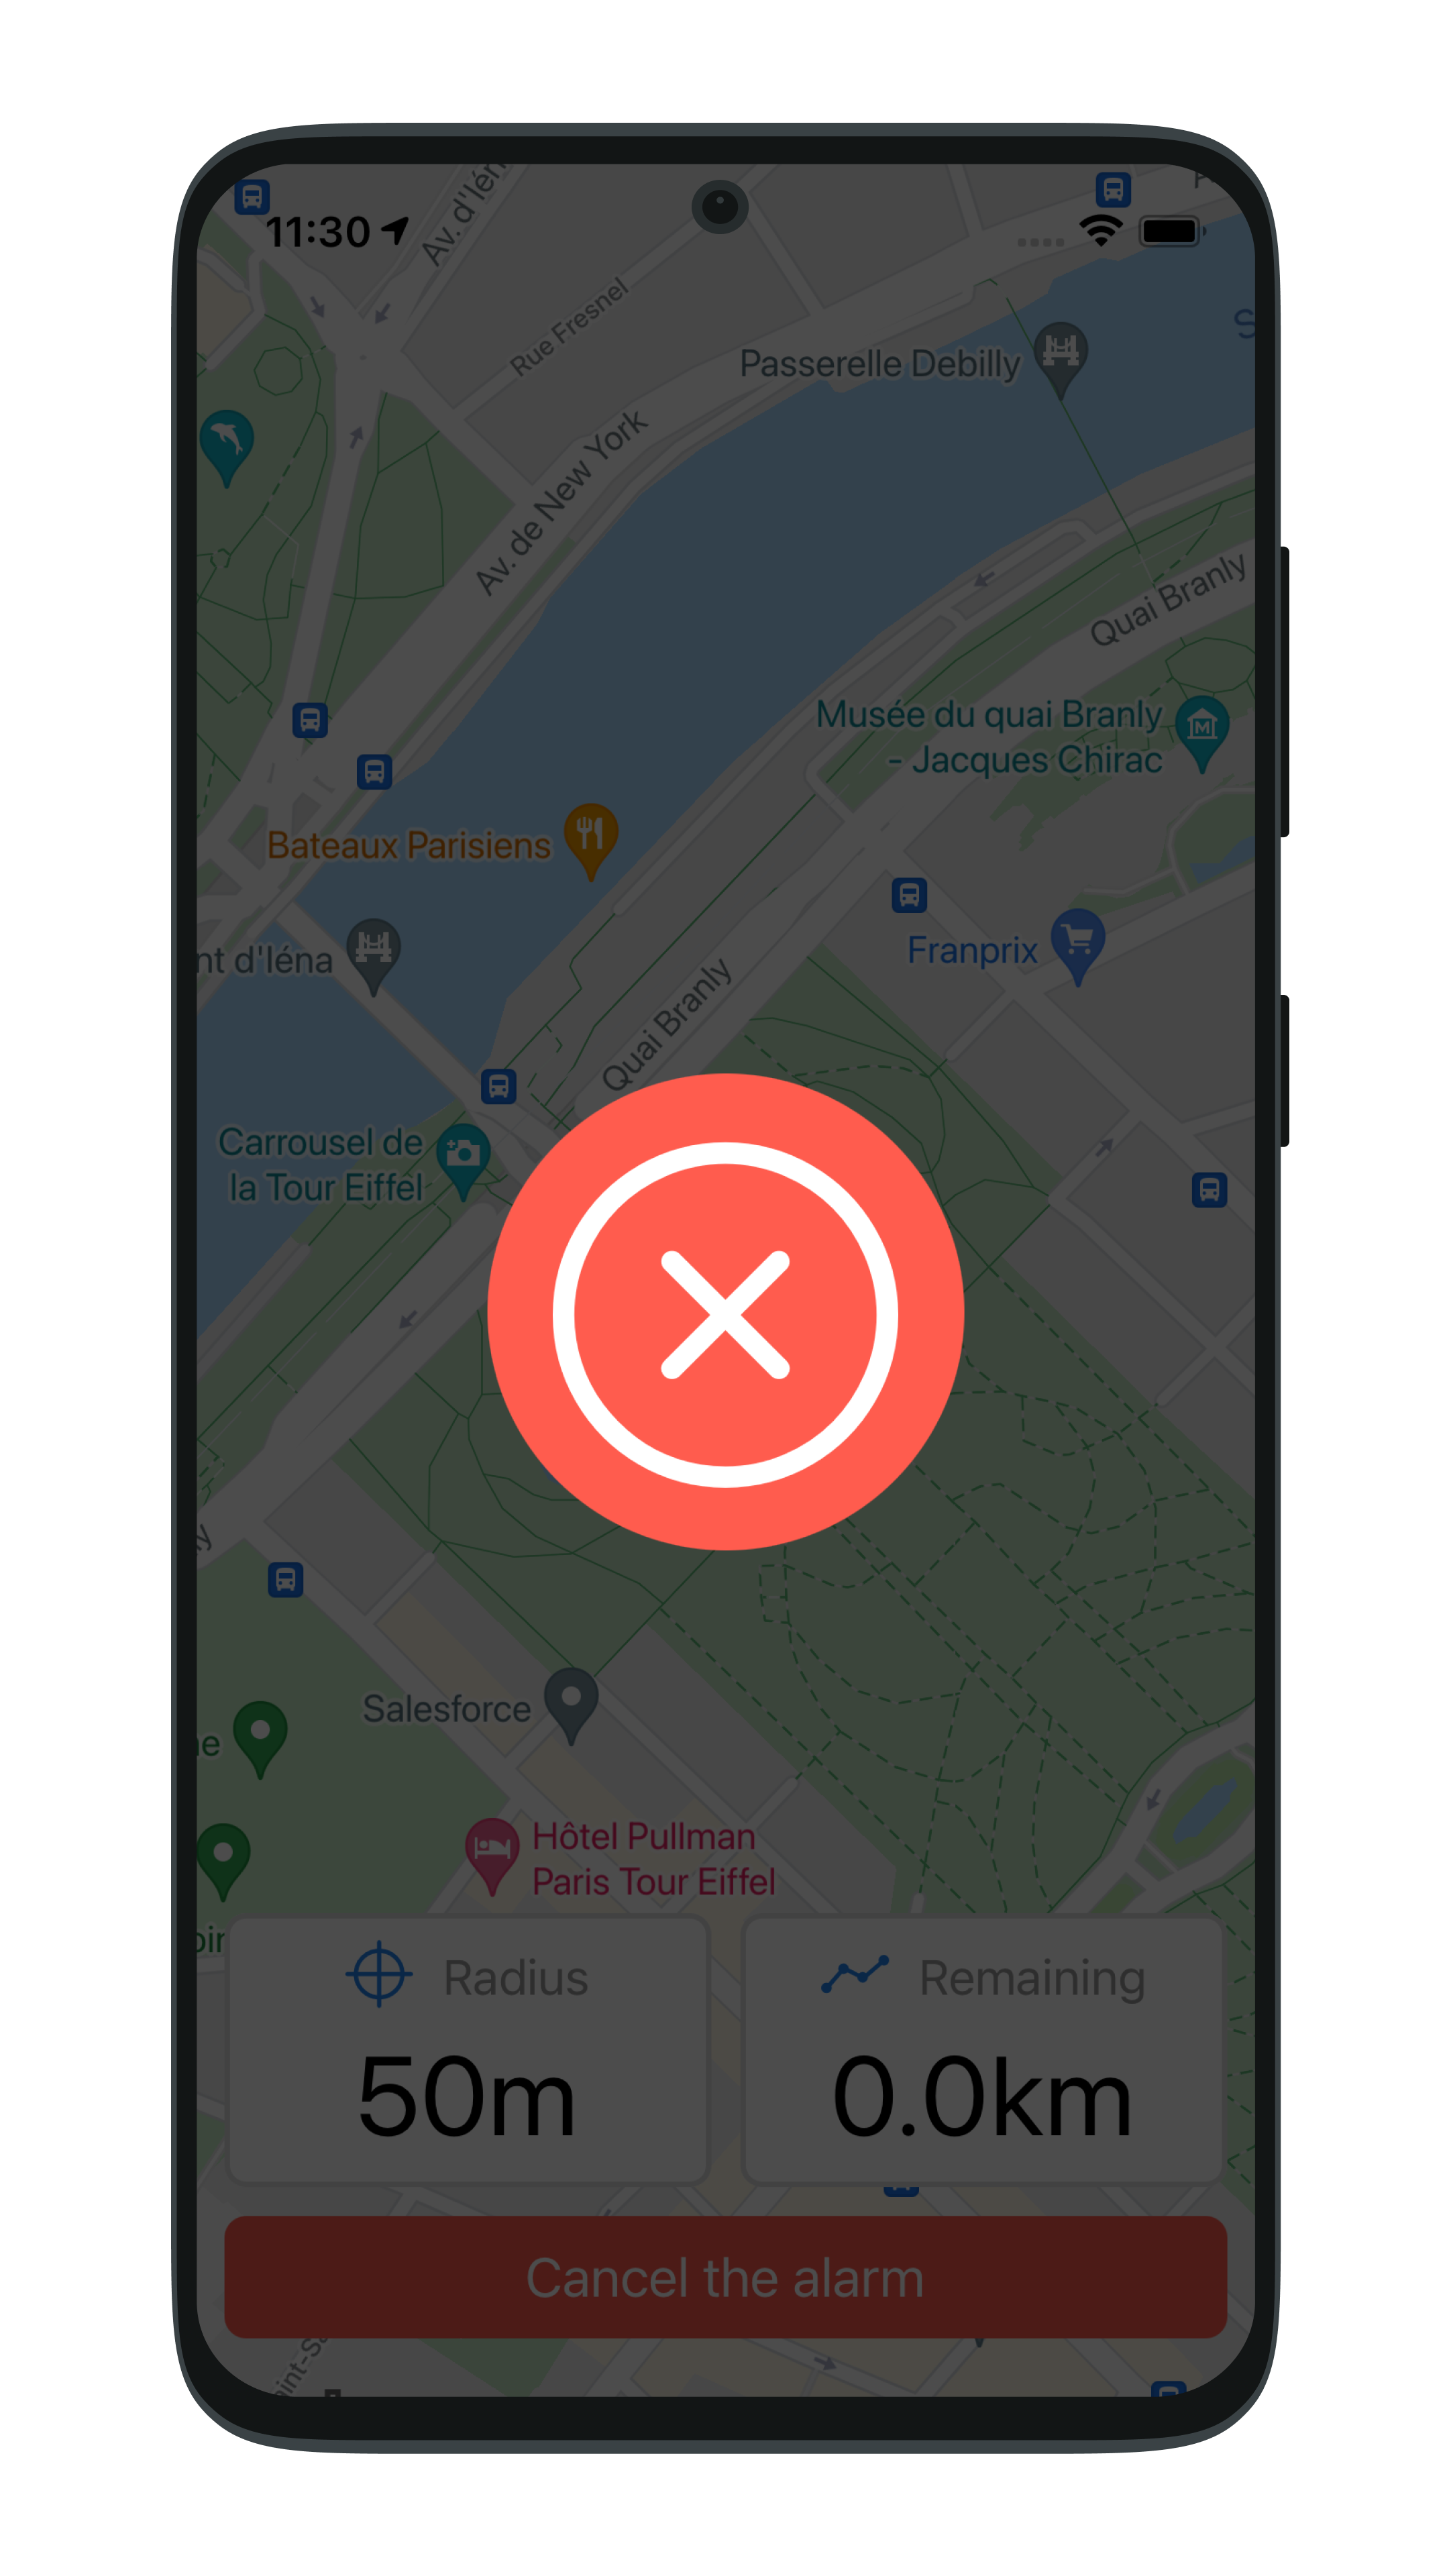 11:30
Av. d'Iéna
Rue Fresnel
Passerelle Debilly
Av. de New York
Quai Branly
Musée du quai Branly
- Jacques Chirac
Bateaux Parisiens
Franprix
nt d'Iéna
Quai Branly
Carrousel de
la Tour Eiffel
Salesforce
Hôtel Pullman
Paris Tour Eiffel
Radius
Remaining
50m
0.0km
Cancel the alarm